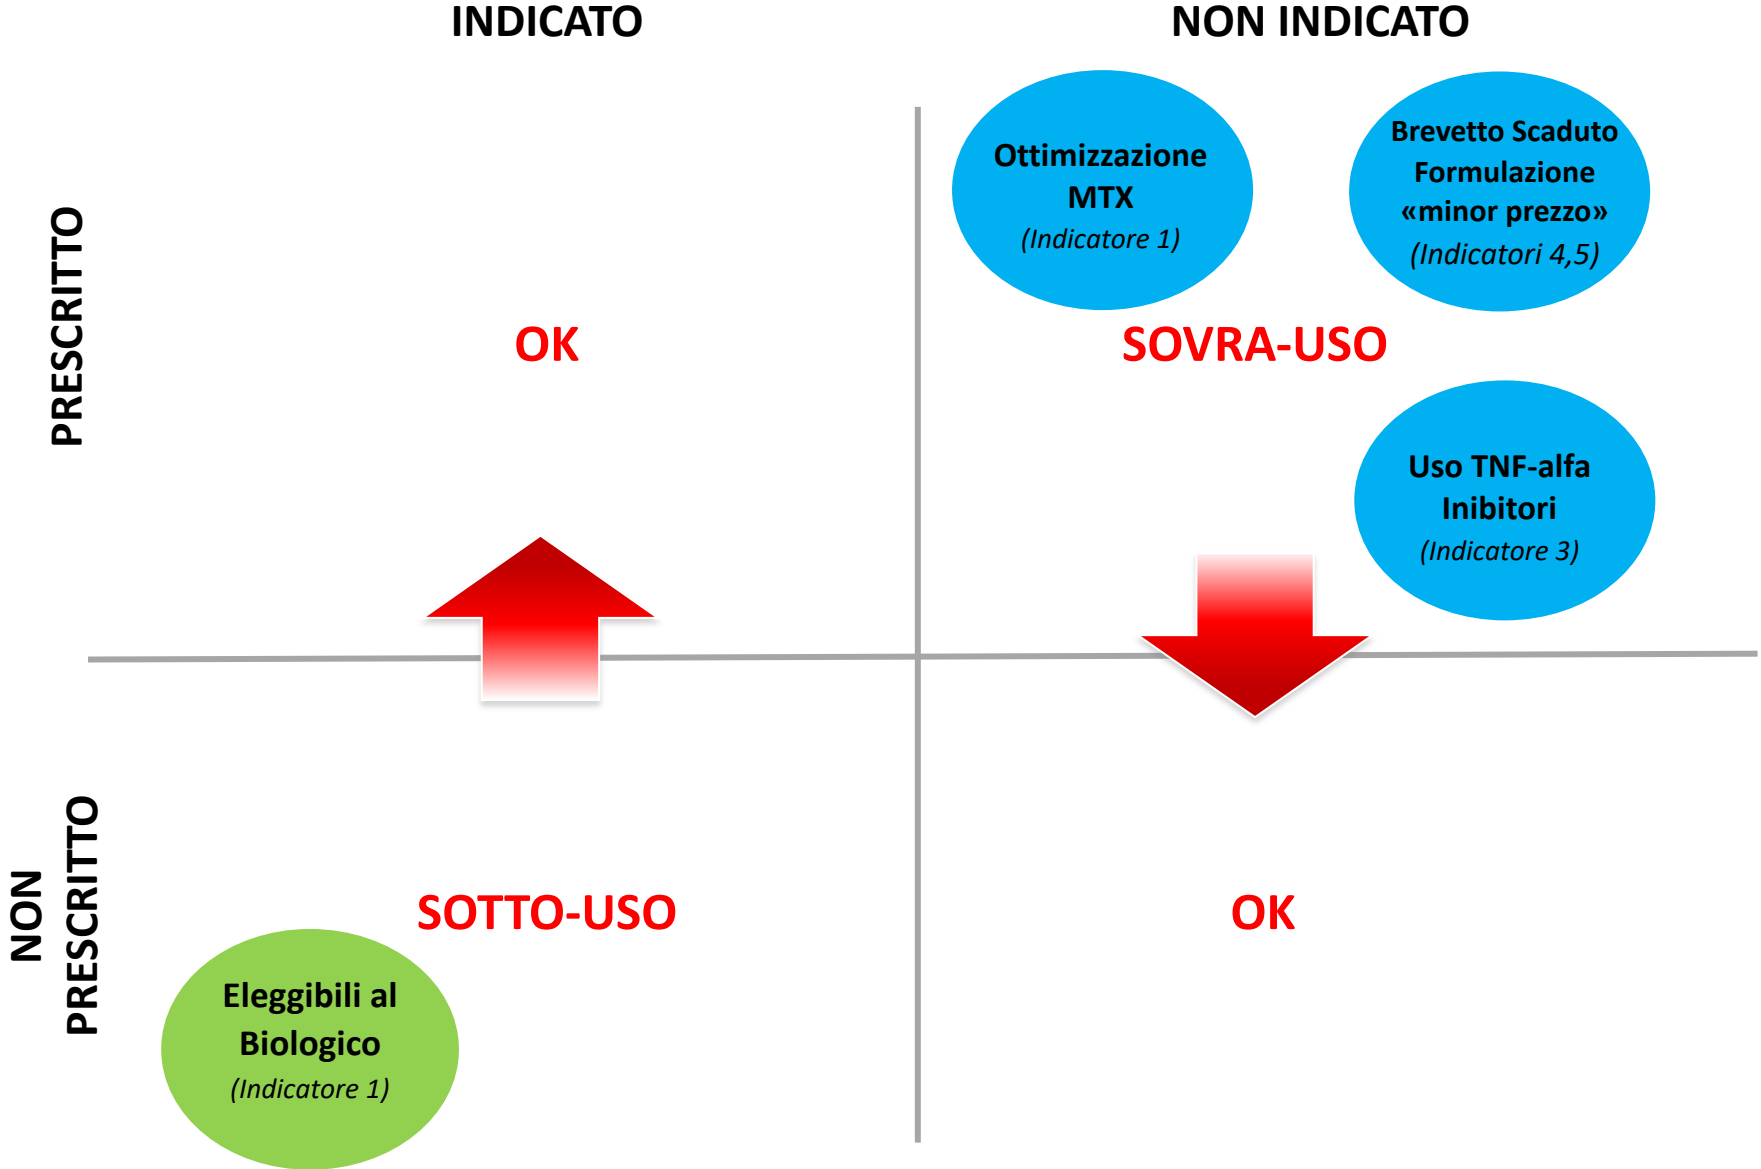 INDICATO
NON INDICATO
PRESCRITTO
Ottimizzazione
MTX
(Indicatore 1)
Brevetto Scaduto
Formulazione
«minor prezzo»
(Indicatori 4,5)
OK
SOVRA-USO
Uso TNF-alfa
Inibitori
(Indicatore 3)
NON
PRESCRITTO
SOTTO-USO
OK
Eleggibili al
Biologico
(Indicatore 1)